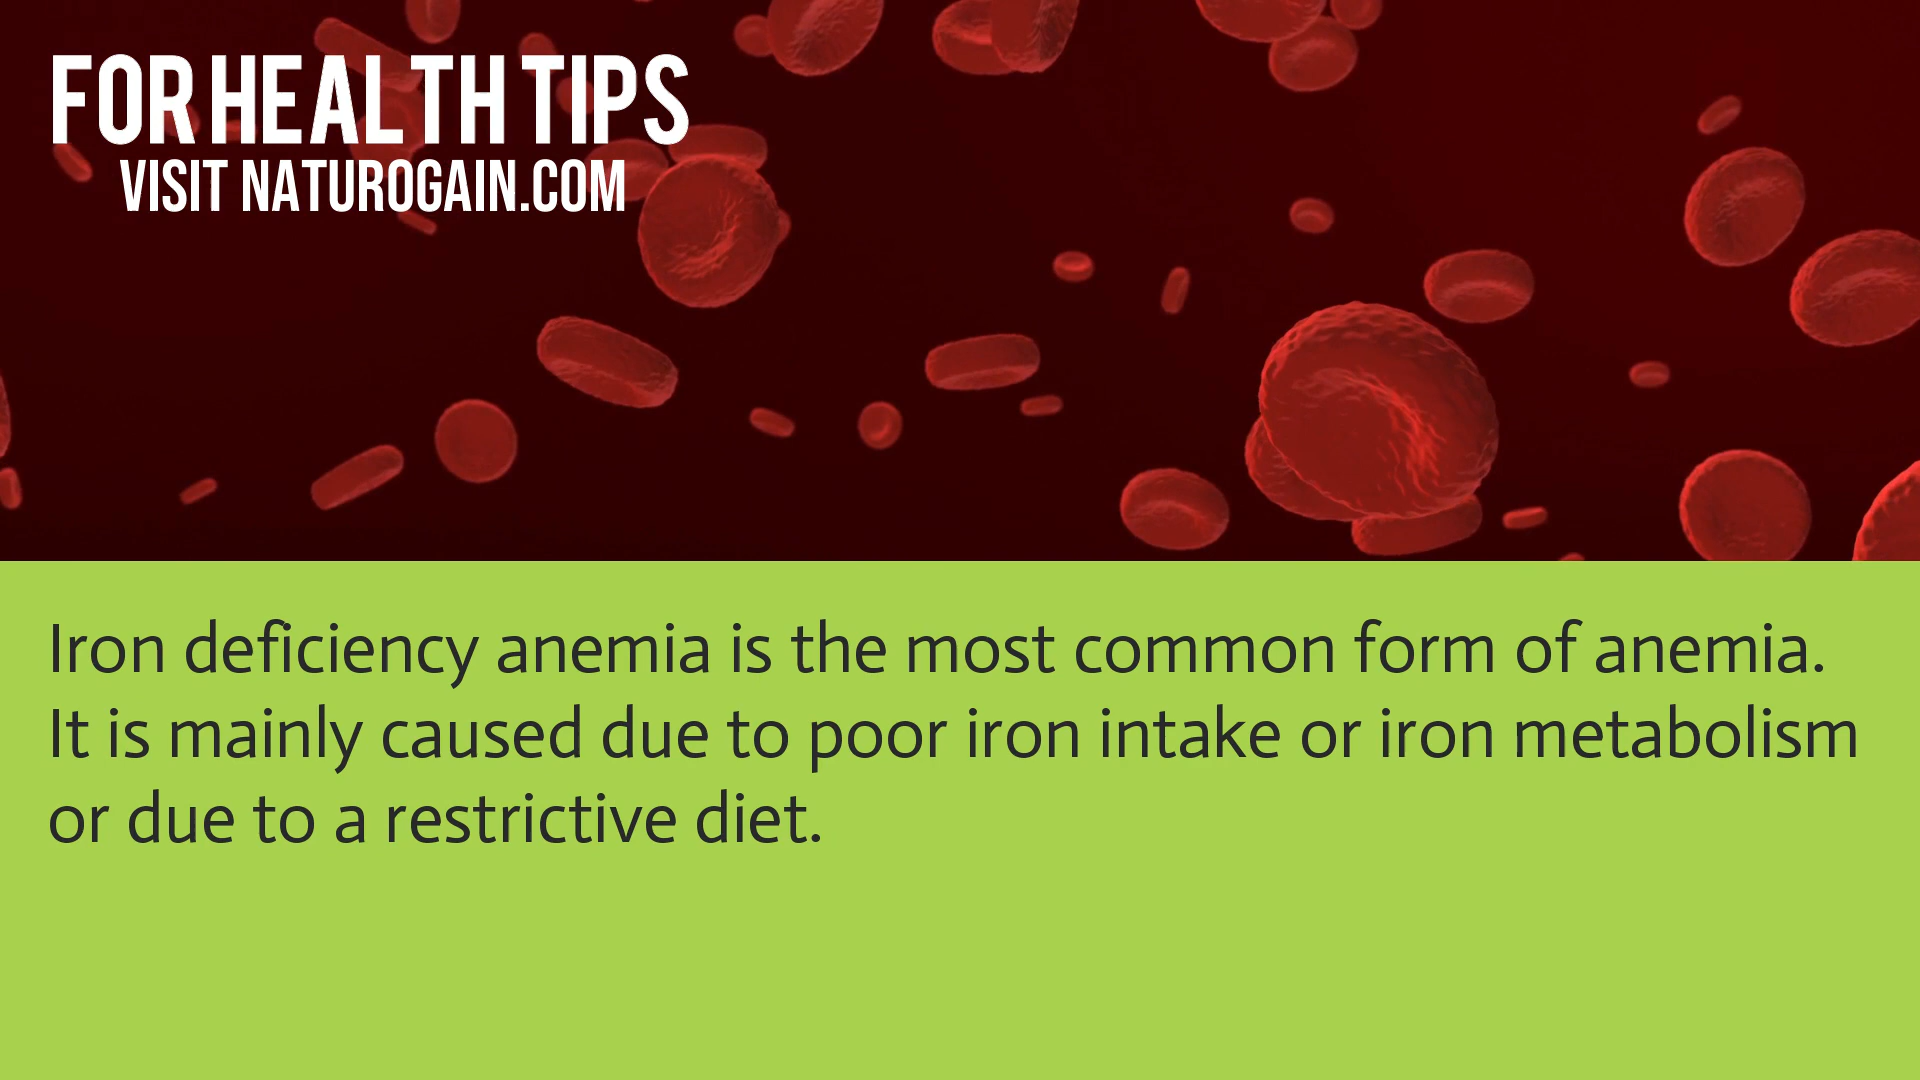 FOR HEALTH TIPS
VISIT NATUROGAIN.COM
Iron deficiency anemia is the most common form of anemia.
It is mainly caused due to poor iron intake or iron metabolism
or due to a restrictive diet.